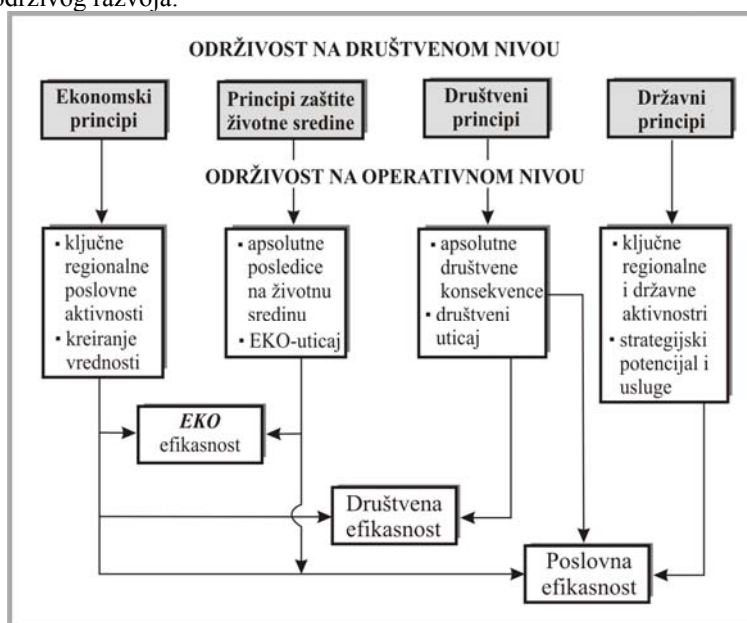 održivog razvoja.
ODRŽIVOST NA DRUŠTVENOM NIVOU
Ekonomski
principi
Principi zaštite
životne sredine
Društveni
principi
Državni
principi
ODRŽIVOST NA OPERATIVNOM NIVOU
▪ ključne
regionalne
poslovne
aktivnosti
▪ kreiranje
vrednosti
▪ apsolutne
posledice
na životnu
sredinu
▪ EKO-uticaj
▪ apsolutne
društvene
konsekvence
▪ društveni
uticaj
▪ ključne
regionalne
i državne
aktivnostri
▪ strategijski
potencijal i
usluge
EKO
efikasnost
Društvena
efikasnost
Poslovna
efikasnost